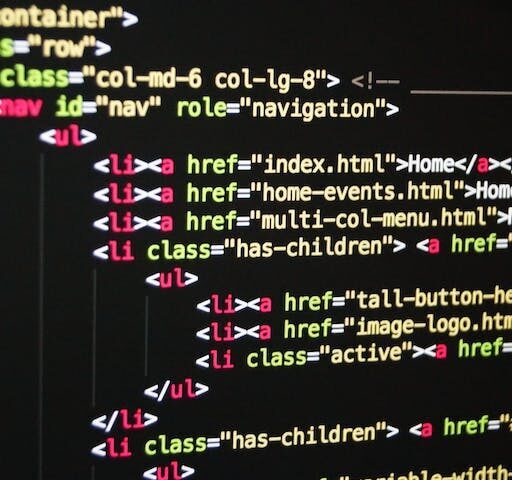 ontainer">
s="row">
class="col-md-6 col-lg-8"> <!--
nav id="nav" role="navigation">
<ul>
<li><a href="index.html">Home</a><
<li><a href="home-events.html">Hom
<li><a href="multi-col-menu.html">
<li class="has-children"> <a href="
<ul>
<li><a href="tall-button-he
<li><a href="image-logo.htm
<li class="active"><a href=
</ul>
</li>
<li class="has-children"> <a href="
<ul>
"variable-width-